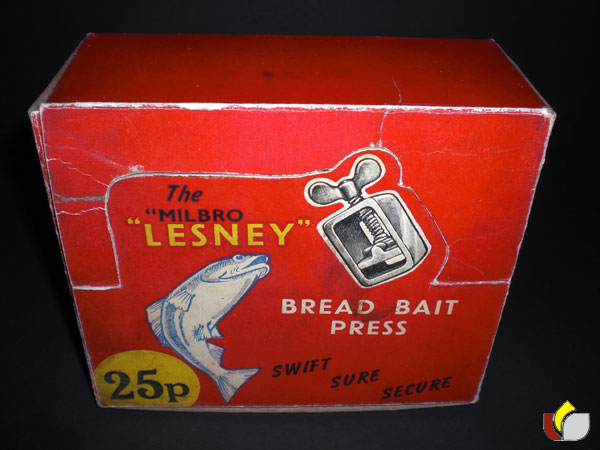 The
"MILBRO
"LESNEY"
BREAD BAIT
PRESS
SWIFT
SURE
SECURE
25p